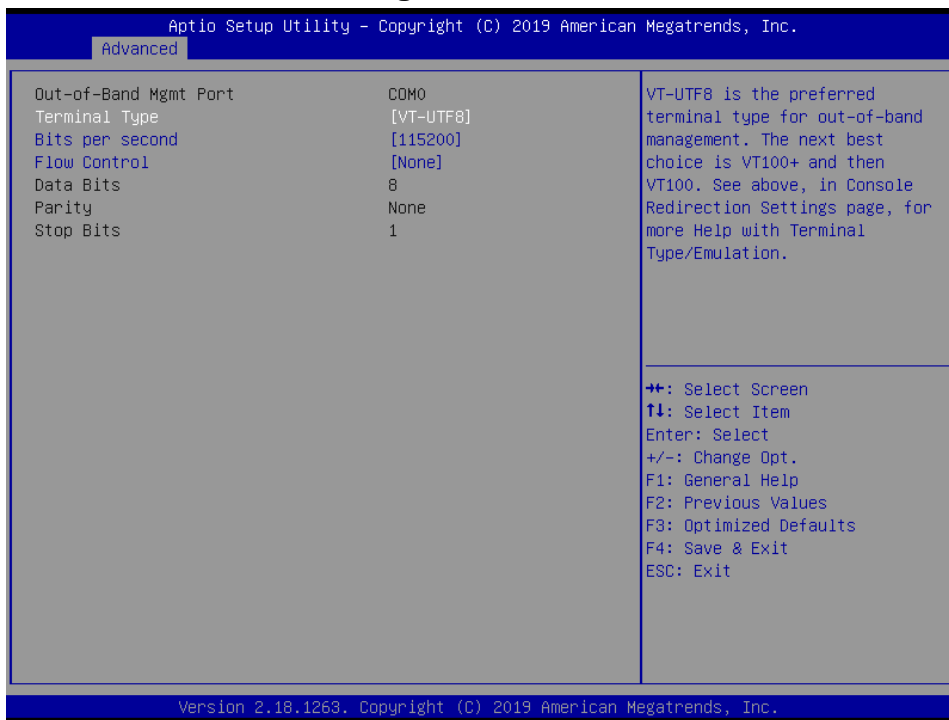 Aptio Setup Utility – Copyright (C) 2019 American Megatrends, Inc.
Advanced
Out-of-Band Mgmt Port COM0
Terminal Type [VT-UTF8]
Bits per second [115200]
Flow Control [None]
Data Bits 8
Parity None
Stop Bits 1
VT-UTF8 is the preferred
terminal type for out-of-band
management. The next best
choice is VT100+ and then
VT100. See above, in Console
Redirection Settings page, for
more Help with Terminal
Type/Emulation.
→←: Select Screen
↑↓: Select Item
Enter: Select
+/-: Change Opt.
F1: General Help
F2: Previous Values
F3: Optimized Defaults
F4: Save & Exit
ESC: Exit
Version 2.18.1263. Copyright (C) 2019 American Megatrends, Inc.